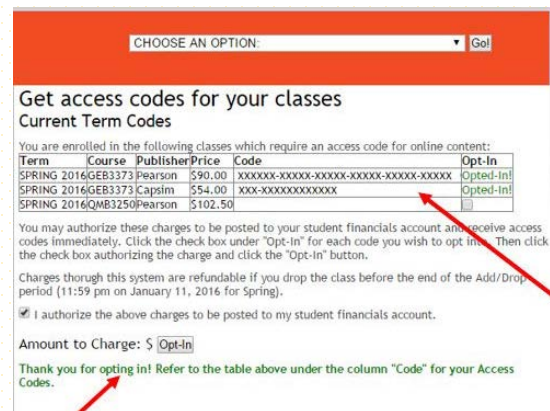 CHOOSE AN OPTION: Go!
Get access codes for your classes
Current Term Codes
You are enrolled in the following classes which require an access code for online content:
Term Course Publisher Price Code Opt-In
SPRING 2016 GEB3373 Pearson $90.00 XXXXXX-XXXXX-XXXXX-XXXXX-XXXXX-XXXXX Opted-In!
SPRING 2016 GEB3373 Capsim $54.00 XXX-XXXXXXXXXXXX Opted-In!
SPRING 2016 QMB3250 Pearson $102.50
You may authorize these charges to be posted to your student financials account and receive access
codes immediately. Click the check box under "Opt-In" for each code you wish to opt into. Then click
the check box authorizing the charge and click the "Opt-In" button.
Charges thorugh this system are refundable if you drop the class before the end of the Add/Drop
period (11:59 pm on January 11, 2016 for Spring).
I authorize the above charges to be posted to my student financials account.
Amount to Charge: $ Opt-In
Thank you for opting in! Refer to the table above under the column "Code" for your Access
Codes.